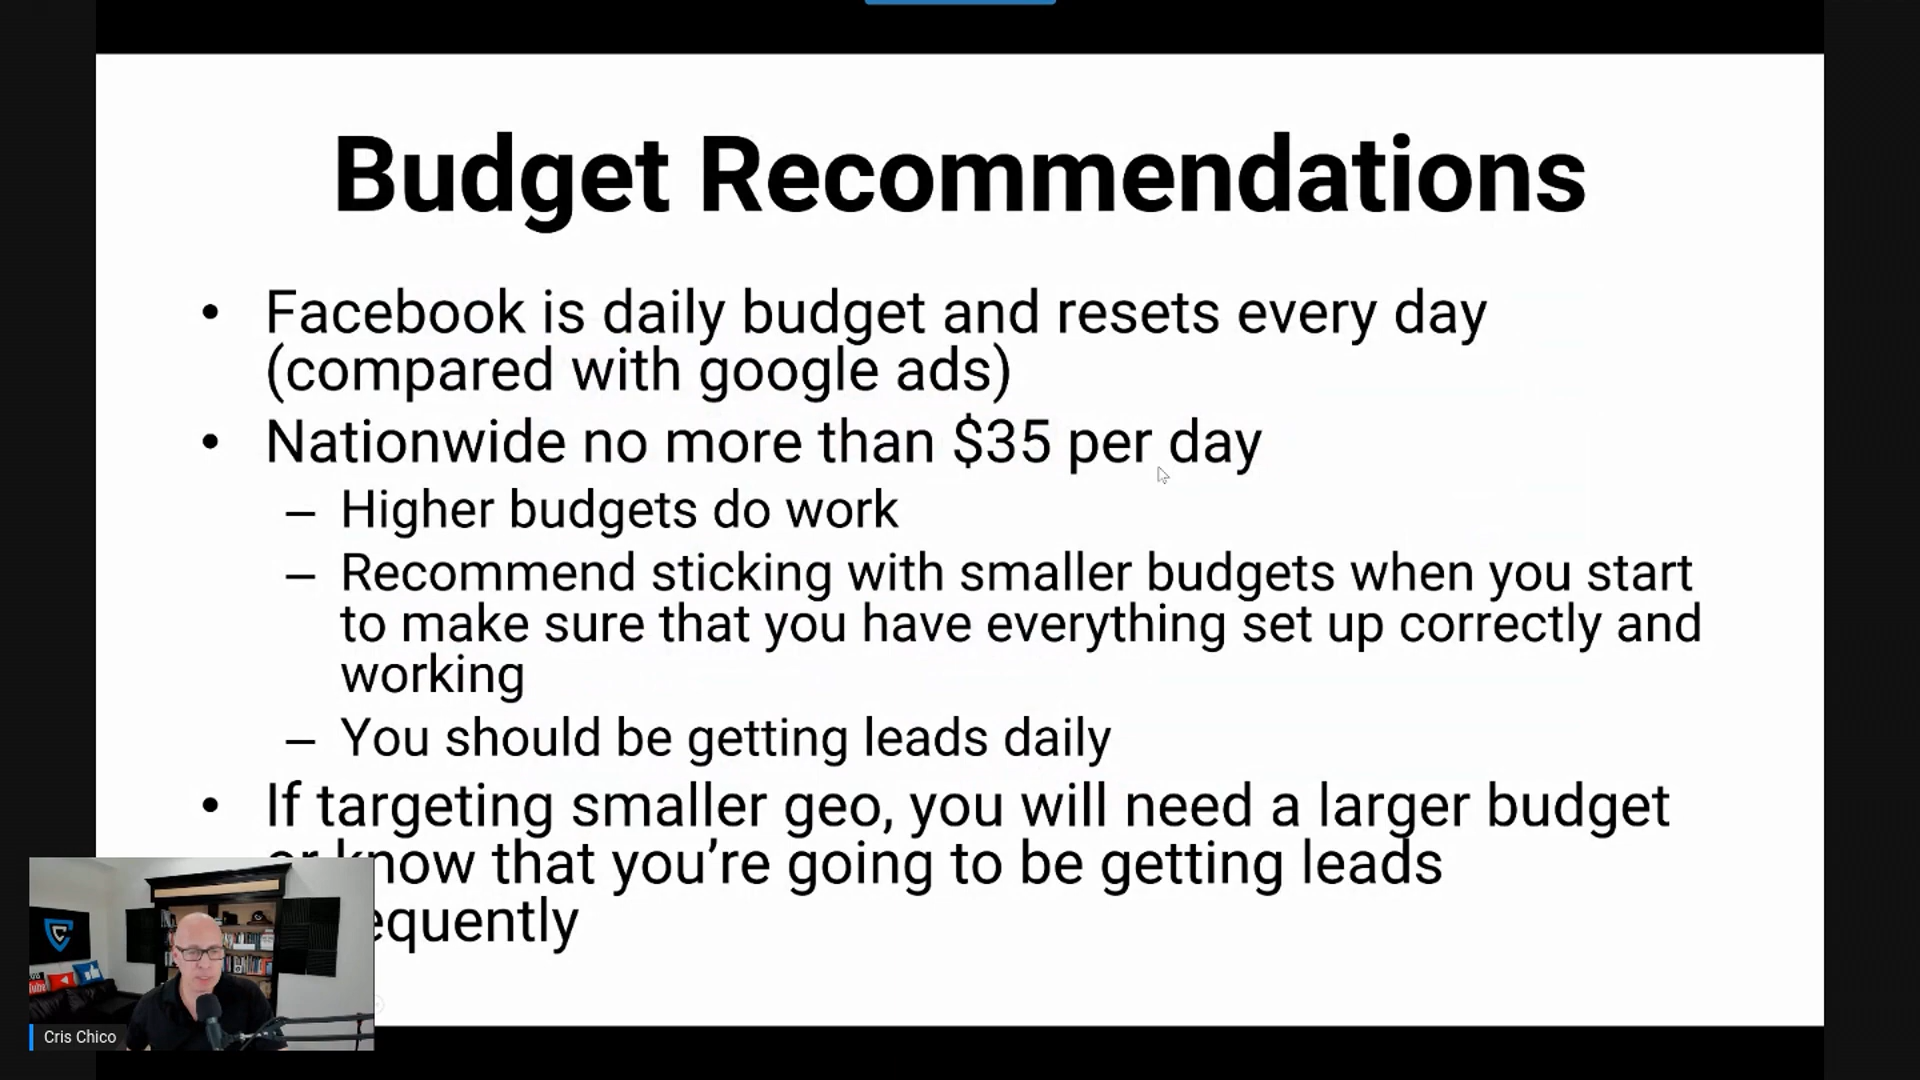 Budget Recommendations
• Facebook is daily budget and resets every day
(compared with google ads)
• Nationwide no more than $35 per day
– Higher budgets do work
– Recommend sticking with smaller budgets when you start
to make sure that you have everything set up correctly and
working
– You should be getting leads daily
• If targeting smaller geo, you will need a larger budget
or know that you’re going to be getting leads
equently
Cris Chico